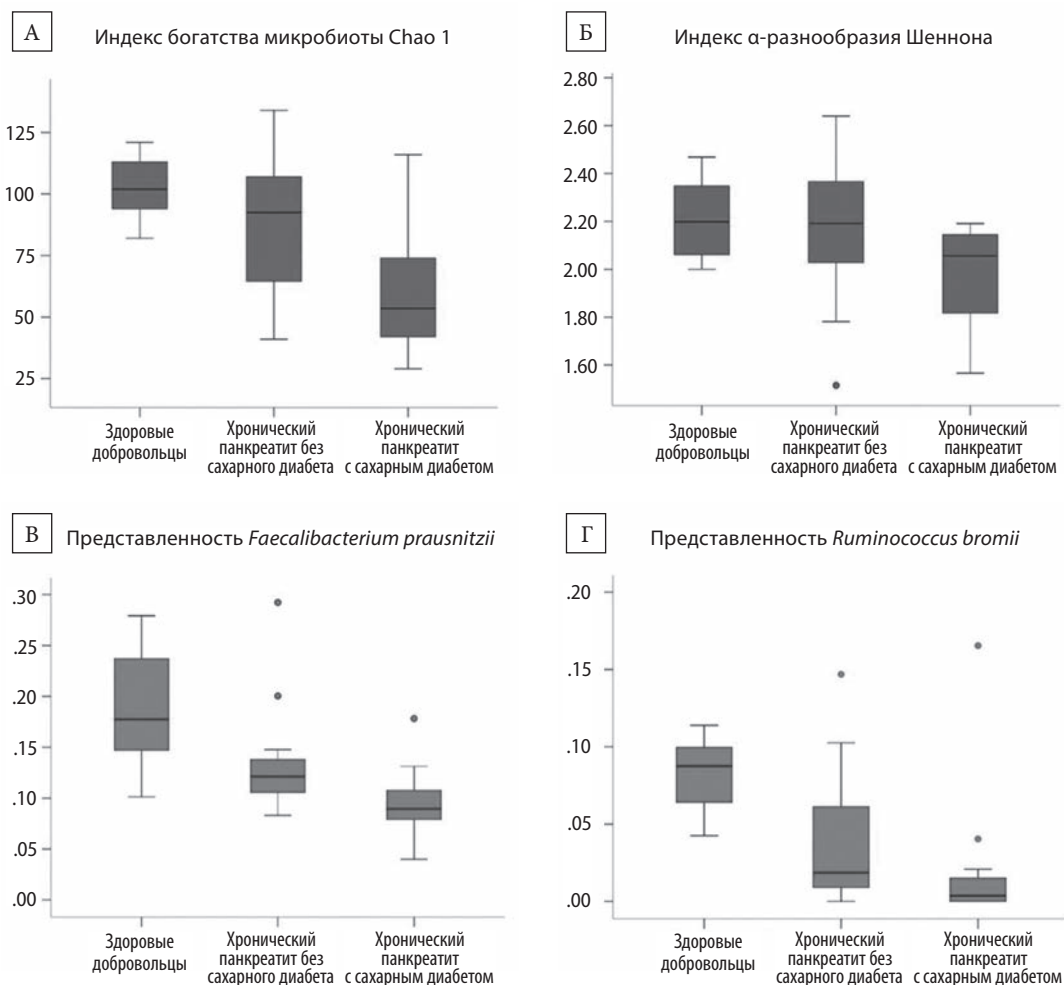 А
Индекс богатства микробиоты Chao 1
125
100
75
50
25
Здоровые
добровольцы
Хронический
панкреатит без
сахарного диабета
Хронический
панкреатит
с сахарным диабетом
Б
Индекс α-разнообразия Шеннона
2.80
2.60
2.40
2.20
2.00
1.80
1.60
Здоровые
добровольцы
Хронический
панкреатит без
сахарного диабета
Хронический
панкреатит
с сахарным диабетом
В
Представленность Faecalibacterium prausnitzii
.30
.25
.20
.15
.10
.05
.00
Здоровые
добровольцы
Хронический
панкреатит без
сахарного диабета
Хронический
панкреатит
с сахарным диабетом
Г
Представленность Ruminococcus bromii
.20
.15
.10
.05
.00
Здоровые
добровольцы
Хронический
панкреатит без
сахарного диабета
Хронический
панкреатит
с сахарным диабетом